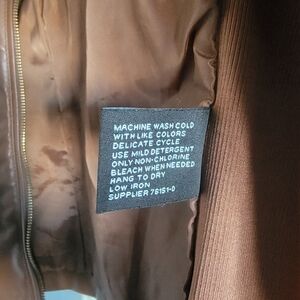 MACHINE WASH COLD
WITH LIKE COLORS
DELICATE CYCLE
USE MILD DETERGENT
ONLY NON-CHLORINE
BLEACH WHEN NEEDED
HANG TO DRY
LOW IRON
SUPPLIER 76151-0